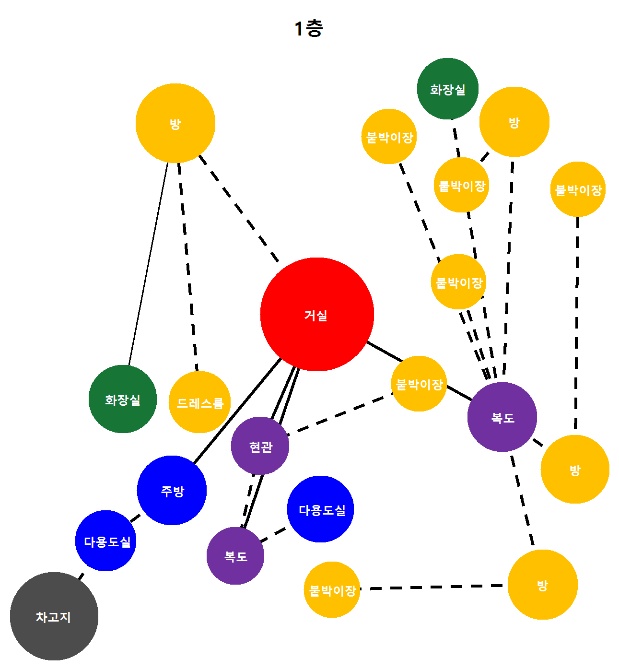 1층
화장실
방
방
붙박이장
붙박이장
붙박이장
붙박이장
거실
붙박이장
화장실
드레스룸
복도
현관
방
주방
다용도실
다용도실
복도
방
붙박이장
차고지